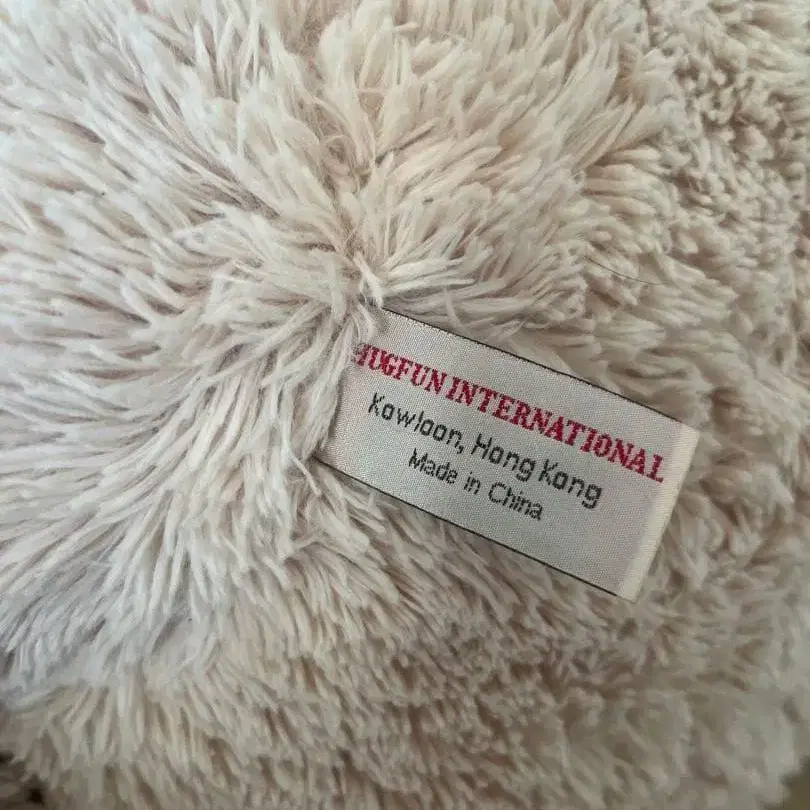 HUGFUN INTERNATIONAL
Kowloon, Hong Kong
Made in China